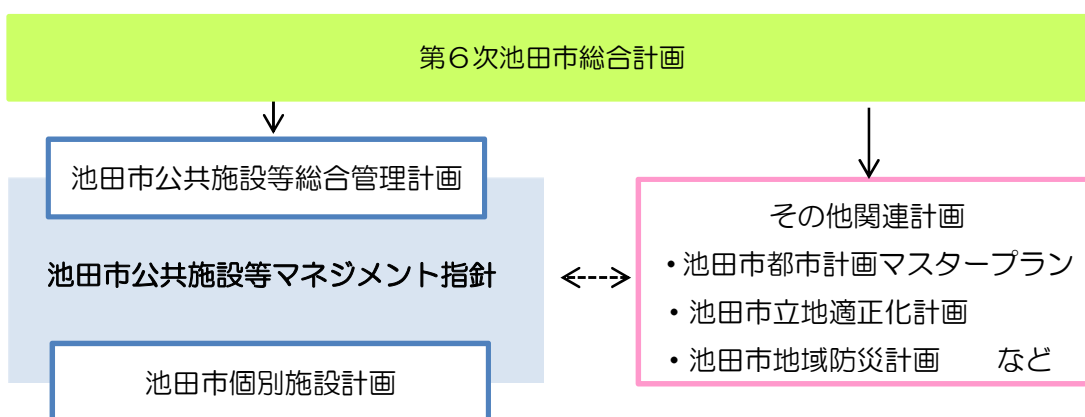 第６次池田市総合計画
池田市公共施設等総合管理計画
池田市公共施設等マネジメント指針
池田市個別施設計画
その他関連計画
・池田市都市計画マスタープラン
・池田市立地適正化計画
・池田市地域防災計画　　など